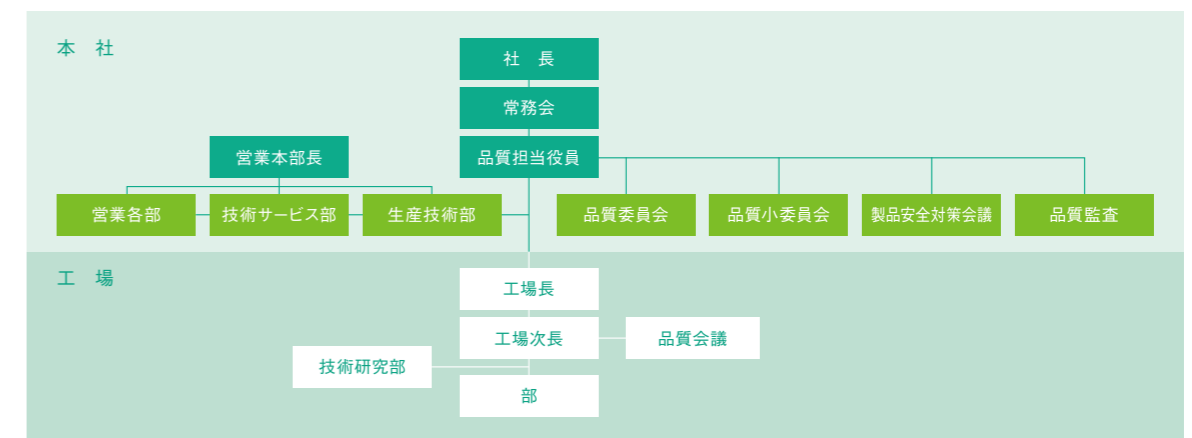 本 社
社 長
常務会
営業本部長
品質担当役員
営業各部
技術サービス部
生産技術部
品質委員会
品質小委員会
製品安全対策会議
品質監査
工 場
工場長
工場次長
品質会議
技術研究部
部